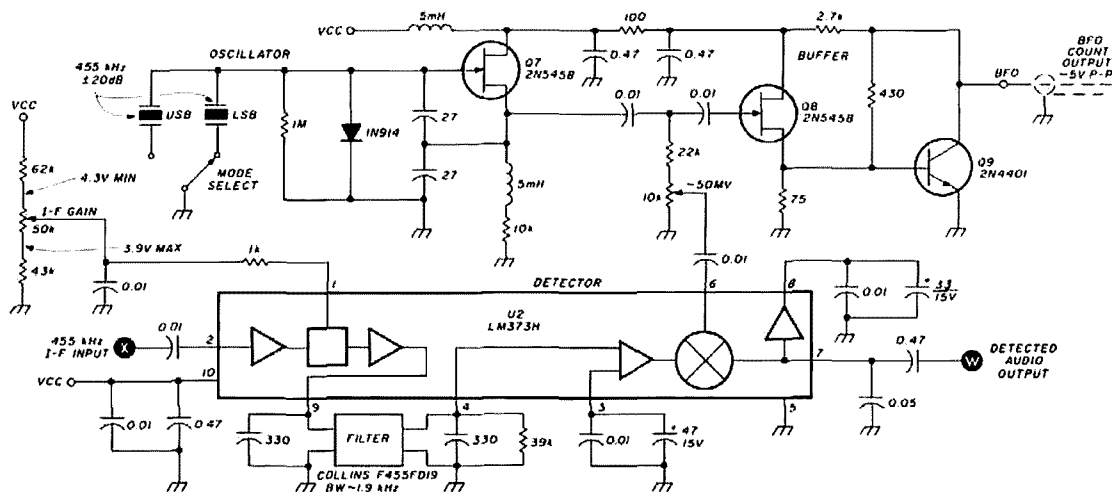 VCC
5mH
100
2.7k
BFO
COUNT
OUTPUT
~5V P-P
455 kHz
±20dB
OSCILLATOR
Q7
2N5458
0.47
0.47
BUFFER
BFO
VCC
USB
LSB
1M
1N914
27
27
0.01
0.01
Q8
2N5458
430
62k
4.3V MIN
MODE
SELECT
22k
Q9
2N4401
I-F GAIN
50k
5mH
~50MV
10k
75
3.9V MAX
10k
1k
43k
0.01
DETECTOR
0.01
1
6
8
U2
LM373H
0.01
33
15V
455 kHz
I-F INPUT
X
0.01
2
7
0.47
W
DETECTED
AUDIO
OUTPUT
VCC
10
9
4
3
5
0.05
0.01
0.47
330
FILTER
330
39k
0.01
47
15V
COLLINS F455FD19
BW~1.9 kHz